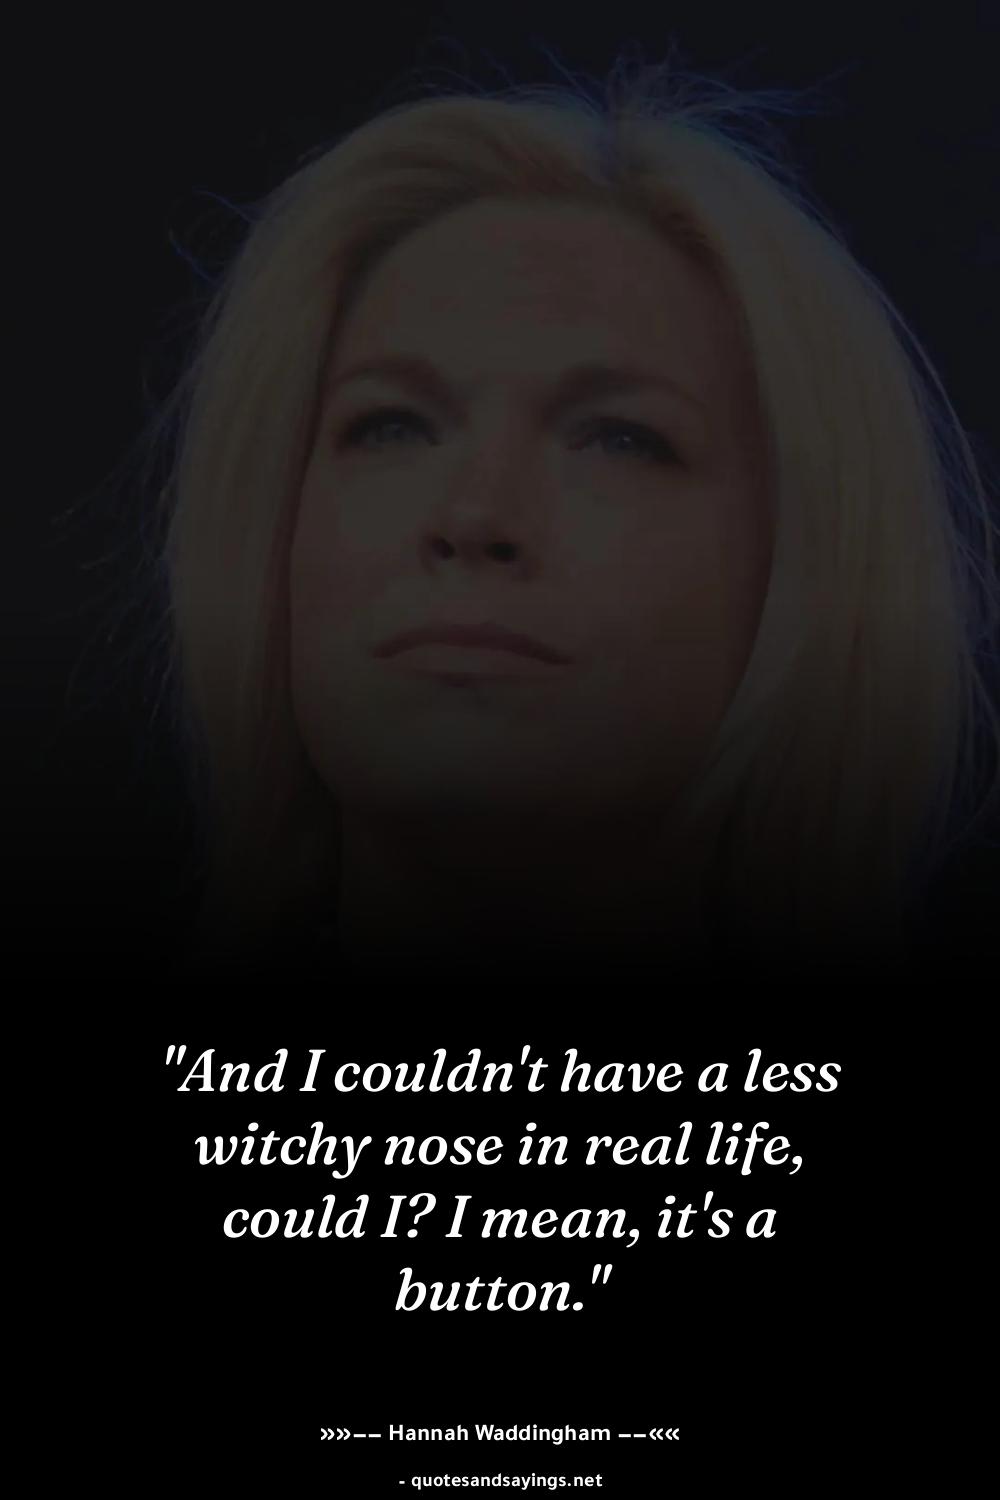 "And I couldn't have a less
witchy nose in real life,
could I? I mean, it's a
button."
»»–– Hannah Waddingham ––««
- quotesandsayings.net